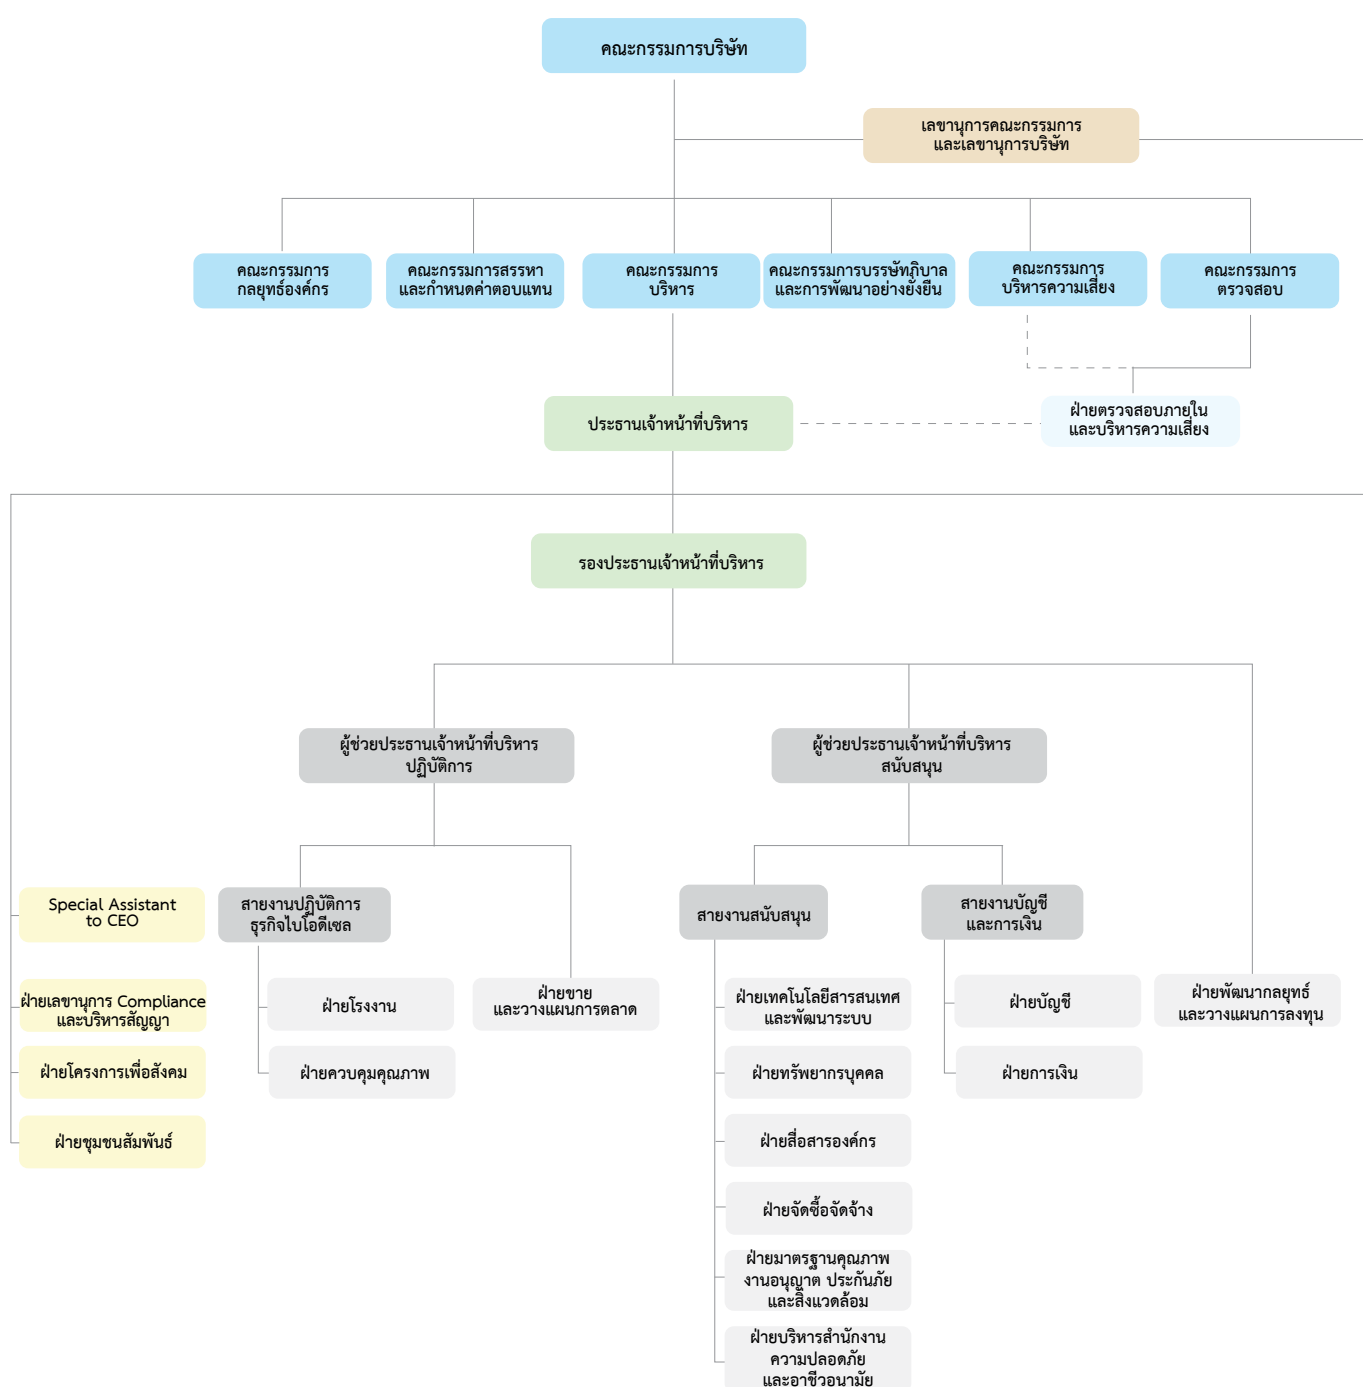 คณะกรรมการบริษัท
เลขานุการคณะกรรมการ
และเลขานุการบริษัท
คณะกรรมการ
กลยุทธ์องค์กร
คณะกรรมการสรรหา
และกำหนดค่าตอบแทน
คณะกรรมการ
บริหาร
คณะกรรมการบรรษัทภิบาล
และการพัฒนาอย่างยั่งยืน
คณะกรรมการ
บริหารความเสี่ยง
คณะกรรมการ
ตรวจสอบ
ประธานเจ้าหน้าที่บริหาร
ฝ่ายตรวจสอบภายใน
และบริหารความเสี่ยง
รองประธานเจ้าหน้าที่บริหาร
ผู้ช่วยประธานเจ้าหน้าที่บริหาร
ปฏิบัติการ
ผู้ช่วยประธานเจ้าหน้าที่บริหาร
สนับสนุน
Special Assistant
to CEO
สายงานปฏิบัติการ
ธุรกิจไบโอดีเซล
สายงานสนับสนุน
สายงานบัญชี
และการเงิน
ฝ่ายเลขานุการ Compliance
และบริหารสัญญา
ฝ่ายโรงงาน
ฝ่ายขาย
และวางแผนการตลาด
ฝ่ายเทคโนโลยีสารสนเทศ
และพัฒนาระบบ
ฝ่ายบัญชี
ฝ่ายพัฒนากลยุทธ์
และวางแผนการลงทุน
ฝ่ายโครงการเพื่อสังคม
ฝ่ายควบคุมคุณภาพ
ฝ่ายทรัพยากรบุคคล
ฝ่ายการเงิน
ฝ่ายชุมชนสัมพันธ์
ฝ่ายสื่อสารองค์กร
ฝ่ายจัดซื้อจัดจ้าง
ฝ่ายมาตรฐานคุณภาพ
งานอนุญาต ประกันภัย
และสิ่งแวดล้อม
ฝ่ายบริหารสำนักงาน
ความปลอดภัย
และอาชีวอนามัย